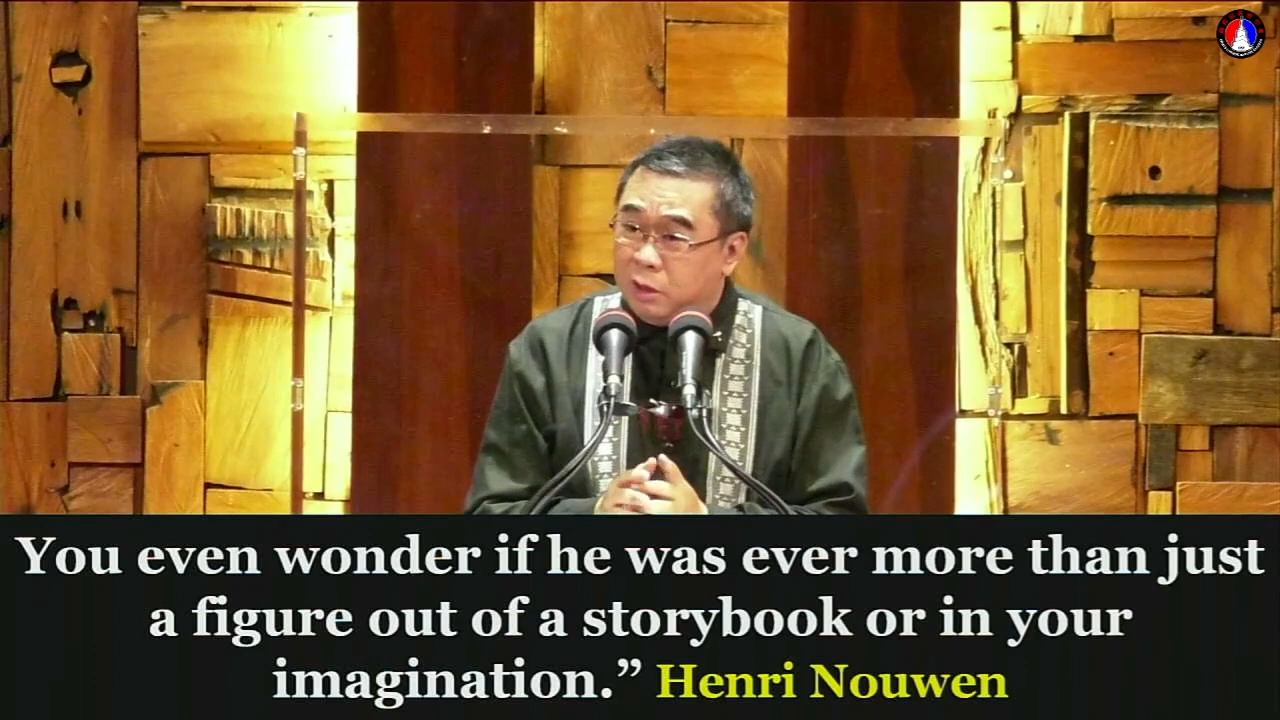 You even wonder if he was ever more than just
a figure out of a storybook or in your
imagination.” Henri Nouwen